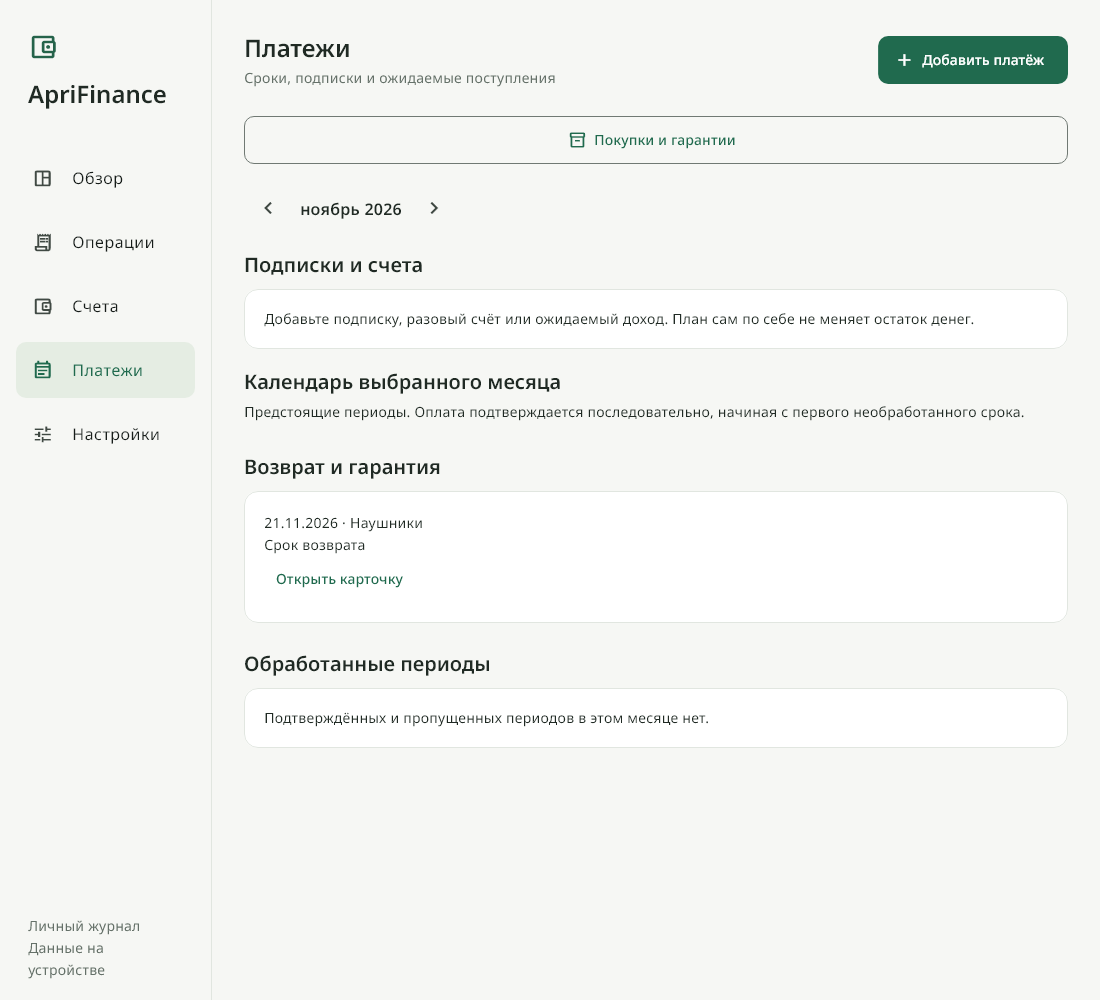 ApriFinance
Обзор
Операции
Счета
Платежи
Настройки
Личный журнал
Данные на
устройстве
Платежи
Сроки, подписки и ожидаемые поступления
Добавить платёж
Покупки и гарантии
ноябрь 2026
Подписки и счета
Добавьте подписку, разовый счёт или ожидаемый доход. План сам по себе не меняет остаток денег.
Календарь выбранного месяца
Предстоящие периоды. Оплата подтверждается последовательно, начиная с первого необработанного срока.
Возврат и гарантия
21.11.2026 · Наушники
Срок возврата
Открыть карточку
Обработанные периоды
Подтверждённых и пропущенных периодов в этом месяце нет.